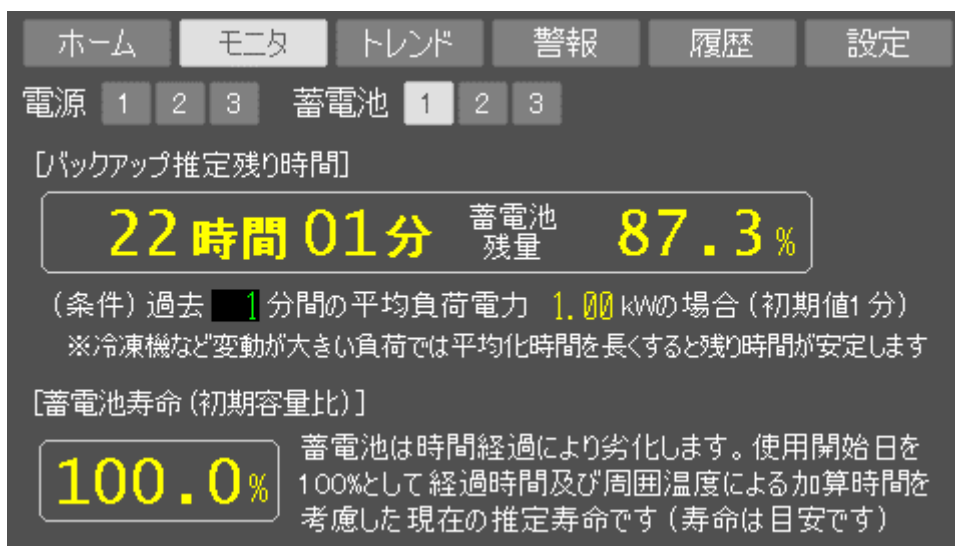 ホーム モニタ トレンド 警報 履歴 設定
電源 1 2 3 蓄電池 1 2 3
[バックアップ推定残り時間]
22時間01分 蓄電池残量 87.3%
(条件)過去 1 分間の平均負荷電力 1.00 kWの場合(初期値1分)
※冷凍機など変動が大きい負荷では平均化時間を長くすると残り時間が安定します
[蓄電池寿命(初期容量比)]
100.0%
蓄電池は時間経過により劣化します。使用開始日を
100%として経過時間及び周囲温度による加算時間を
考慮した現在の推定寿命です(寿命は目安です)